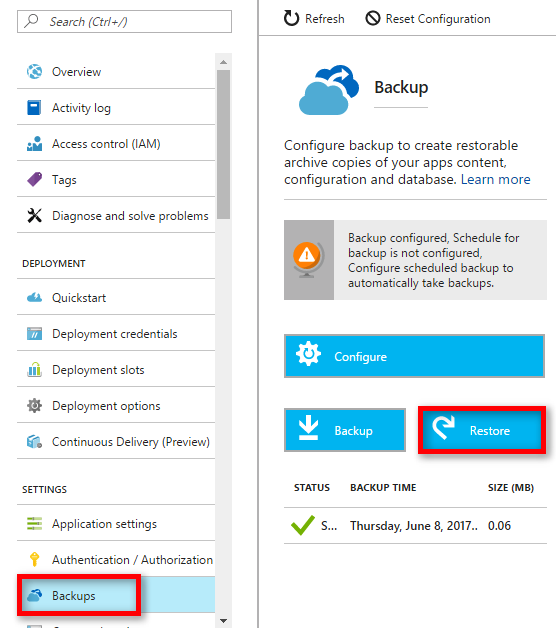 Search (Ctrl+/)
Overview
Activity log
Access control (IAM)
Tags
Diagnose and solve problems
DEPLOYMENT
Quickstart
Deployment credentials
Deployment slots
Deployment options
Continuous Delivery (Preview)
SETTINGS
Application settings
Authentication / Authorization
Backups
Refresh
Reset Configuration
Backup
Configure backup to create restorable
archive copies of your apps content,
configuration and database. Learn more
Backup configured, Schedule for
backup is not configured,
Configure scheduled backup to
automatically take backups.
Configure
Backup
Restore
STATUS BACKUP TIME SIZE (MB)
S... Thursday, June 8, 2017.. 0.06